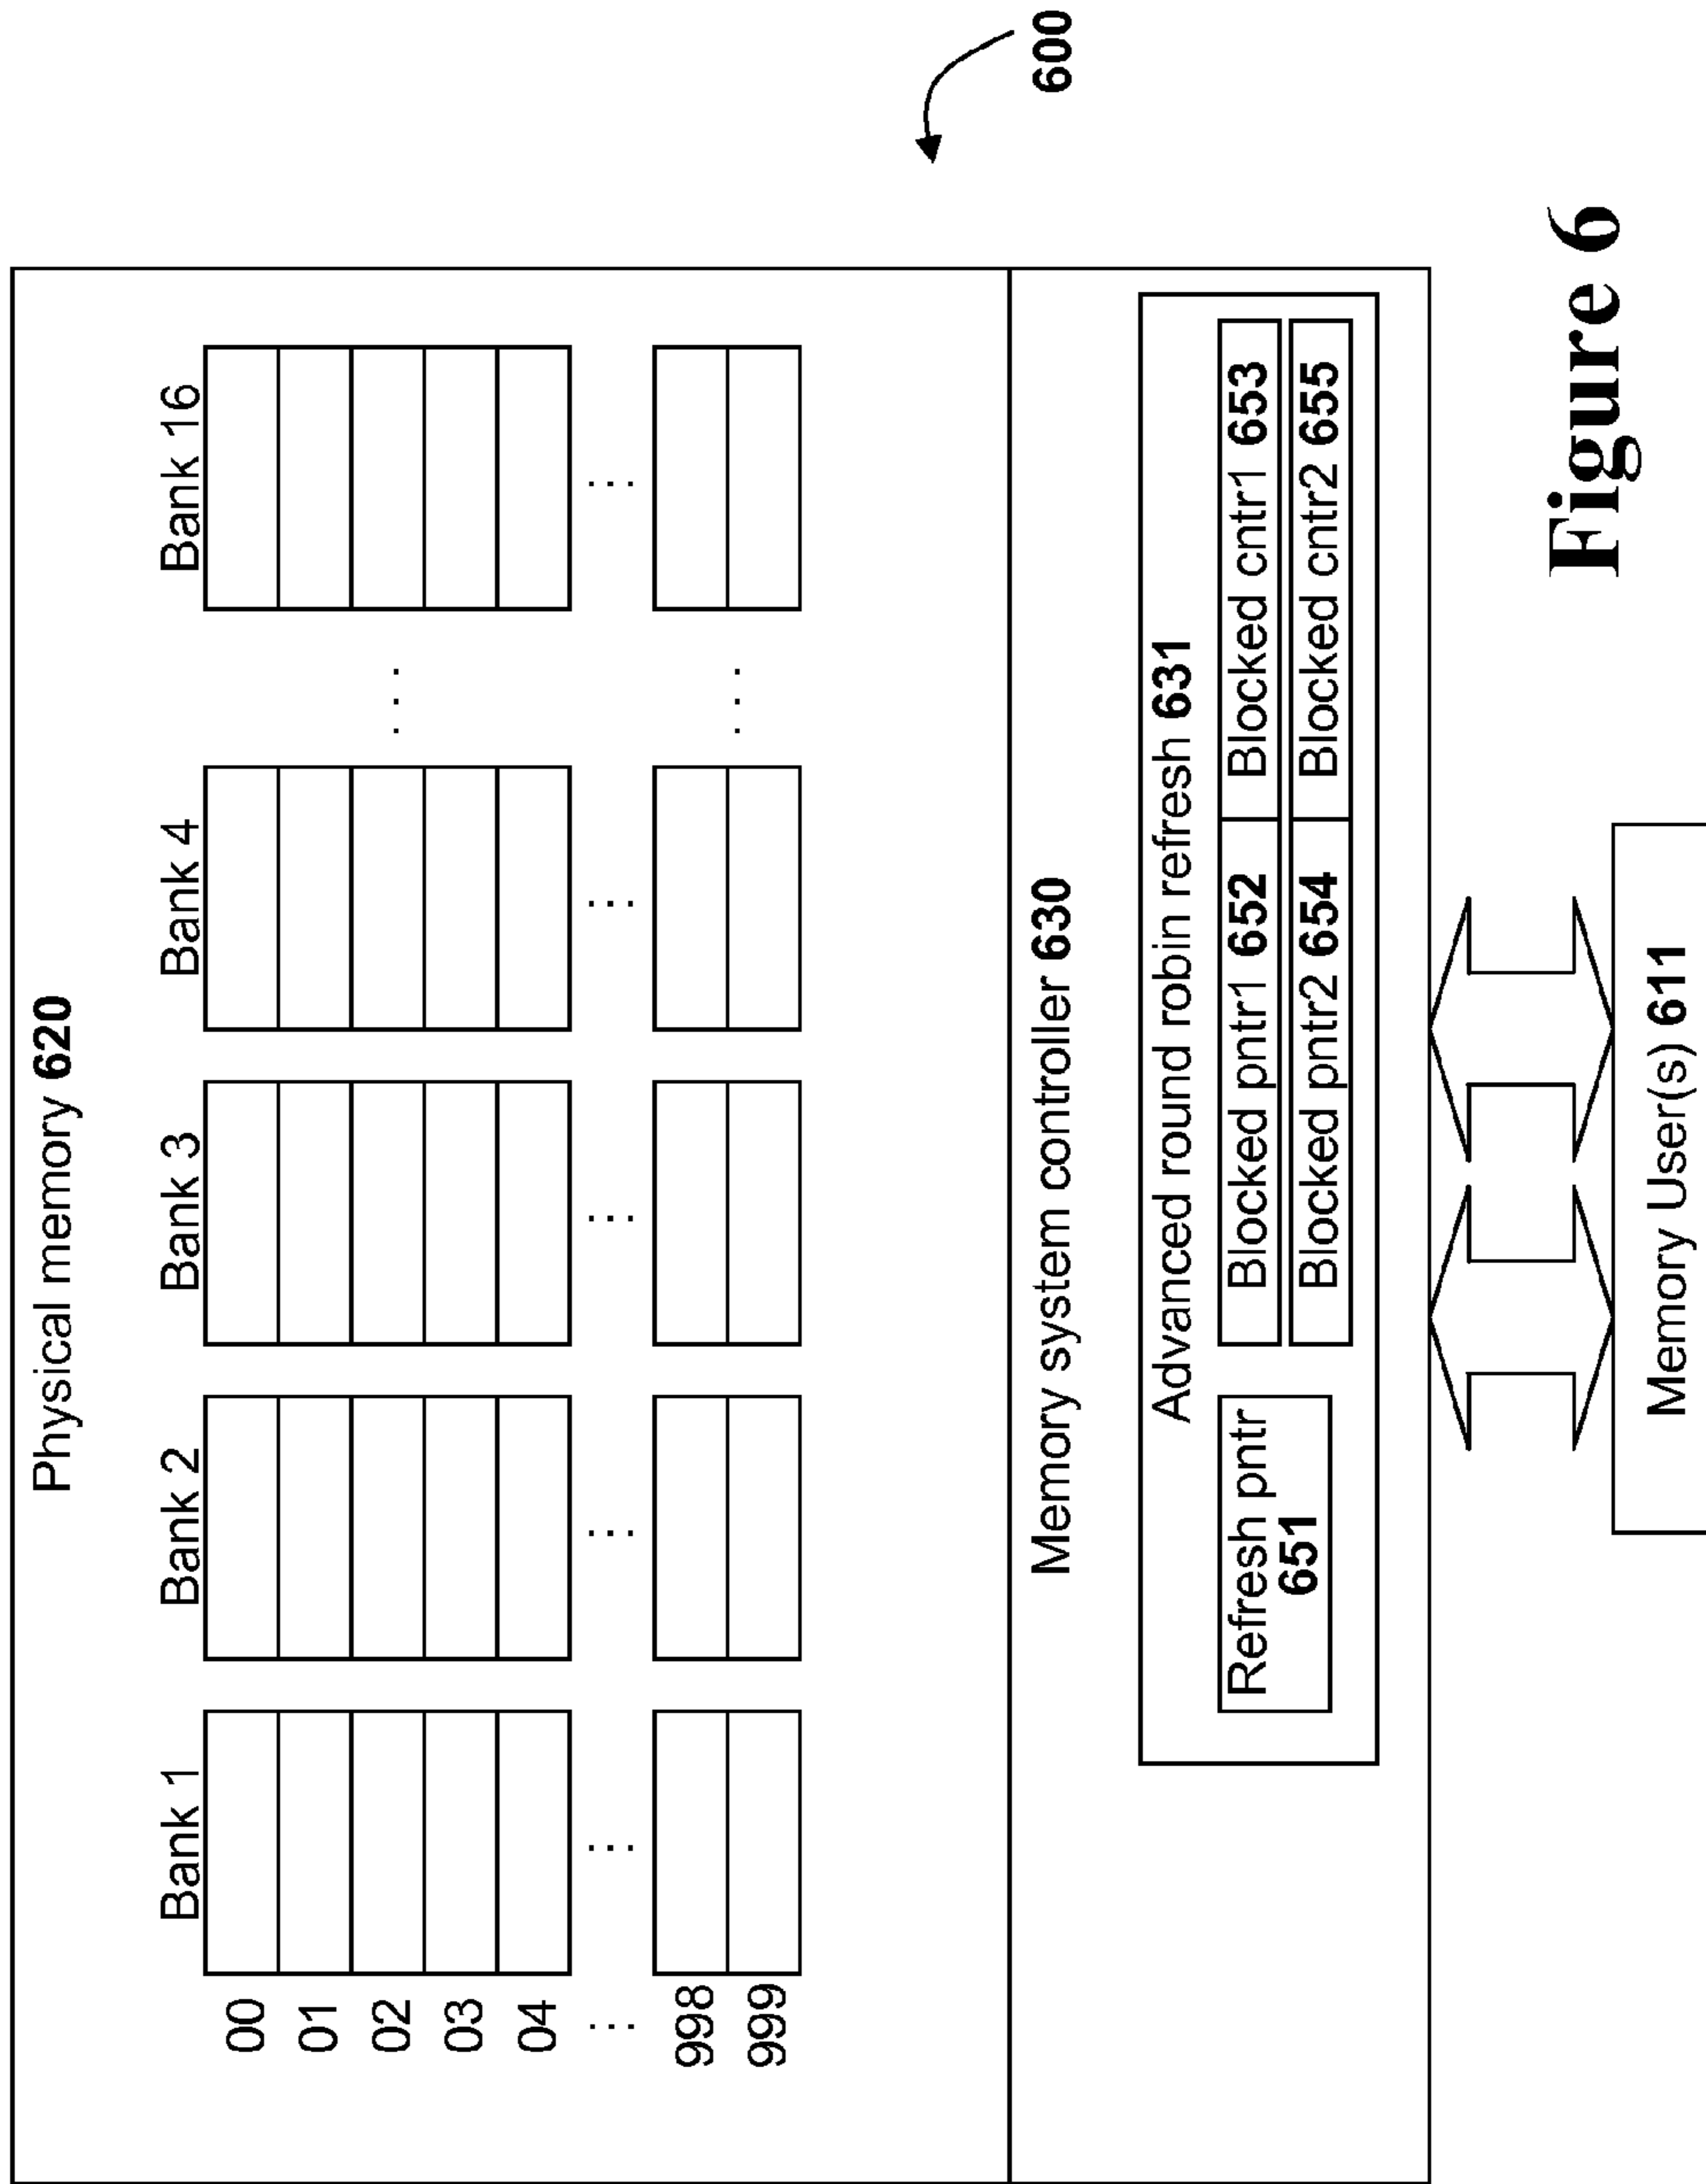 Physical memory 620
Bank 1 Bank 2 Bank 3 Bank 4 Bank 16
00
01
02
... ...
03
04
... ... ... ... ... ...
998
999 ...
Memory system controller 630
Advanced round robin refresh 631
Refresh pntr
651
Blocked pntr1 652 Blocked cntr1 653
Blocked pntr2 654 Blocked cntr2 655
Memory User(s) 611
600
Figure 6